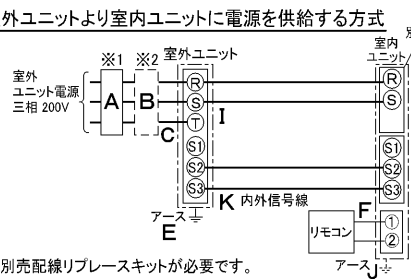 外ユニットより室内ユニットに電源を供給する方式
※1 ※2 室外ユニット
室内
ユニット
室外
ユニット電源
三相 200V
A B C
R
S
T
S1
S2
S3
I
R
S
S1
S2
S3
K 内外信号線
アース
E
F
リモコン
①
②
アース J
別売配線リプレースキットが必要です。